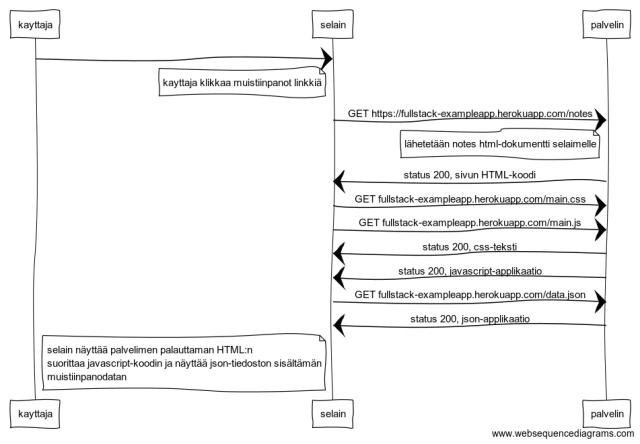 kayttaja selain palvelin
kayttaja klikkaa muistiinpanot linkkiä
GET https://fullstack-exampleapp.herokuapp.com/notes
lähetetään notes html-dokumentti selaimelle
status 200, sivun HTML-koodi
GET fullstack-exampleapp.herokuapp.com/main.css
GET fullstack-exampleapp.herokuapp.com/main.js
status 200, css-teksti
status 200, javascript-applikaatio
GET fullstack-exampleapp.herokuapp.com/data.json
status 200, json-applikaatio
selain näyttää palvelimen palauttaman HTML:n
suorittaa javascript-koodin ja näyttää json-tiedoston sisältämän
muistiinpanodatan
kayttaja selain palvelin
www.websequencediagrams.com